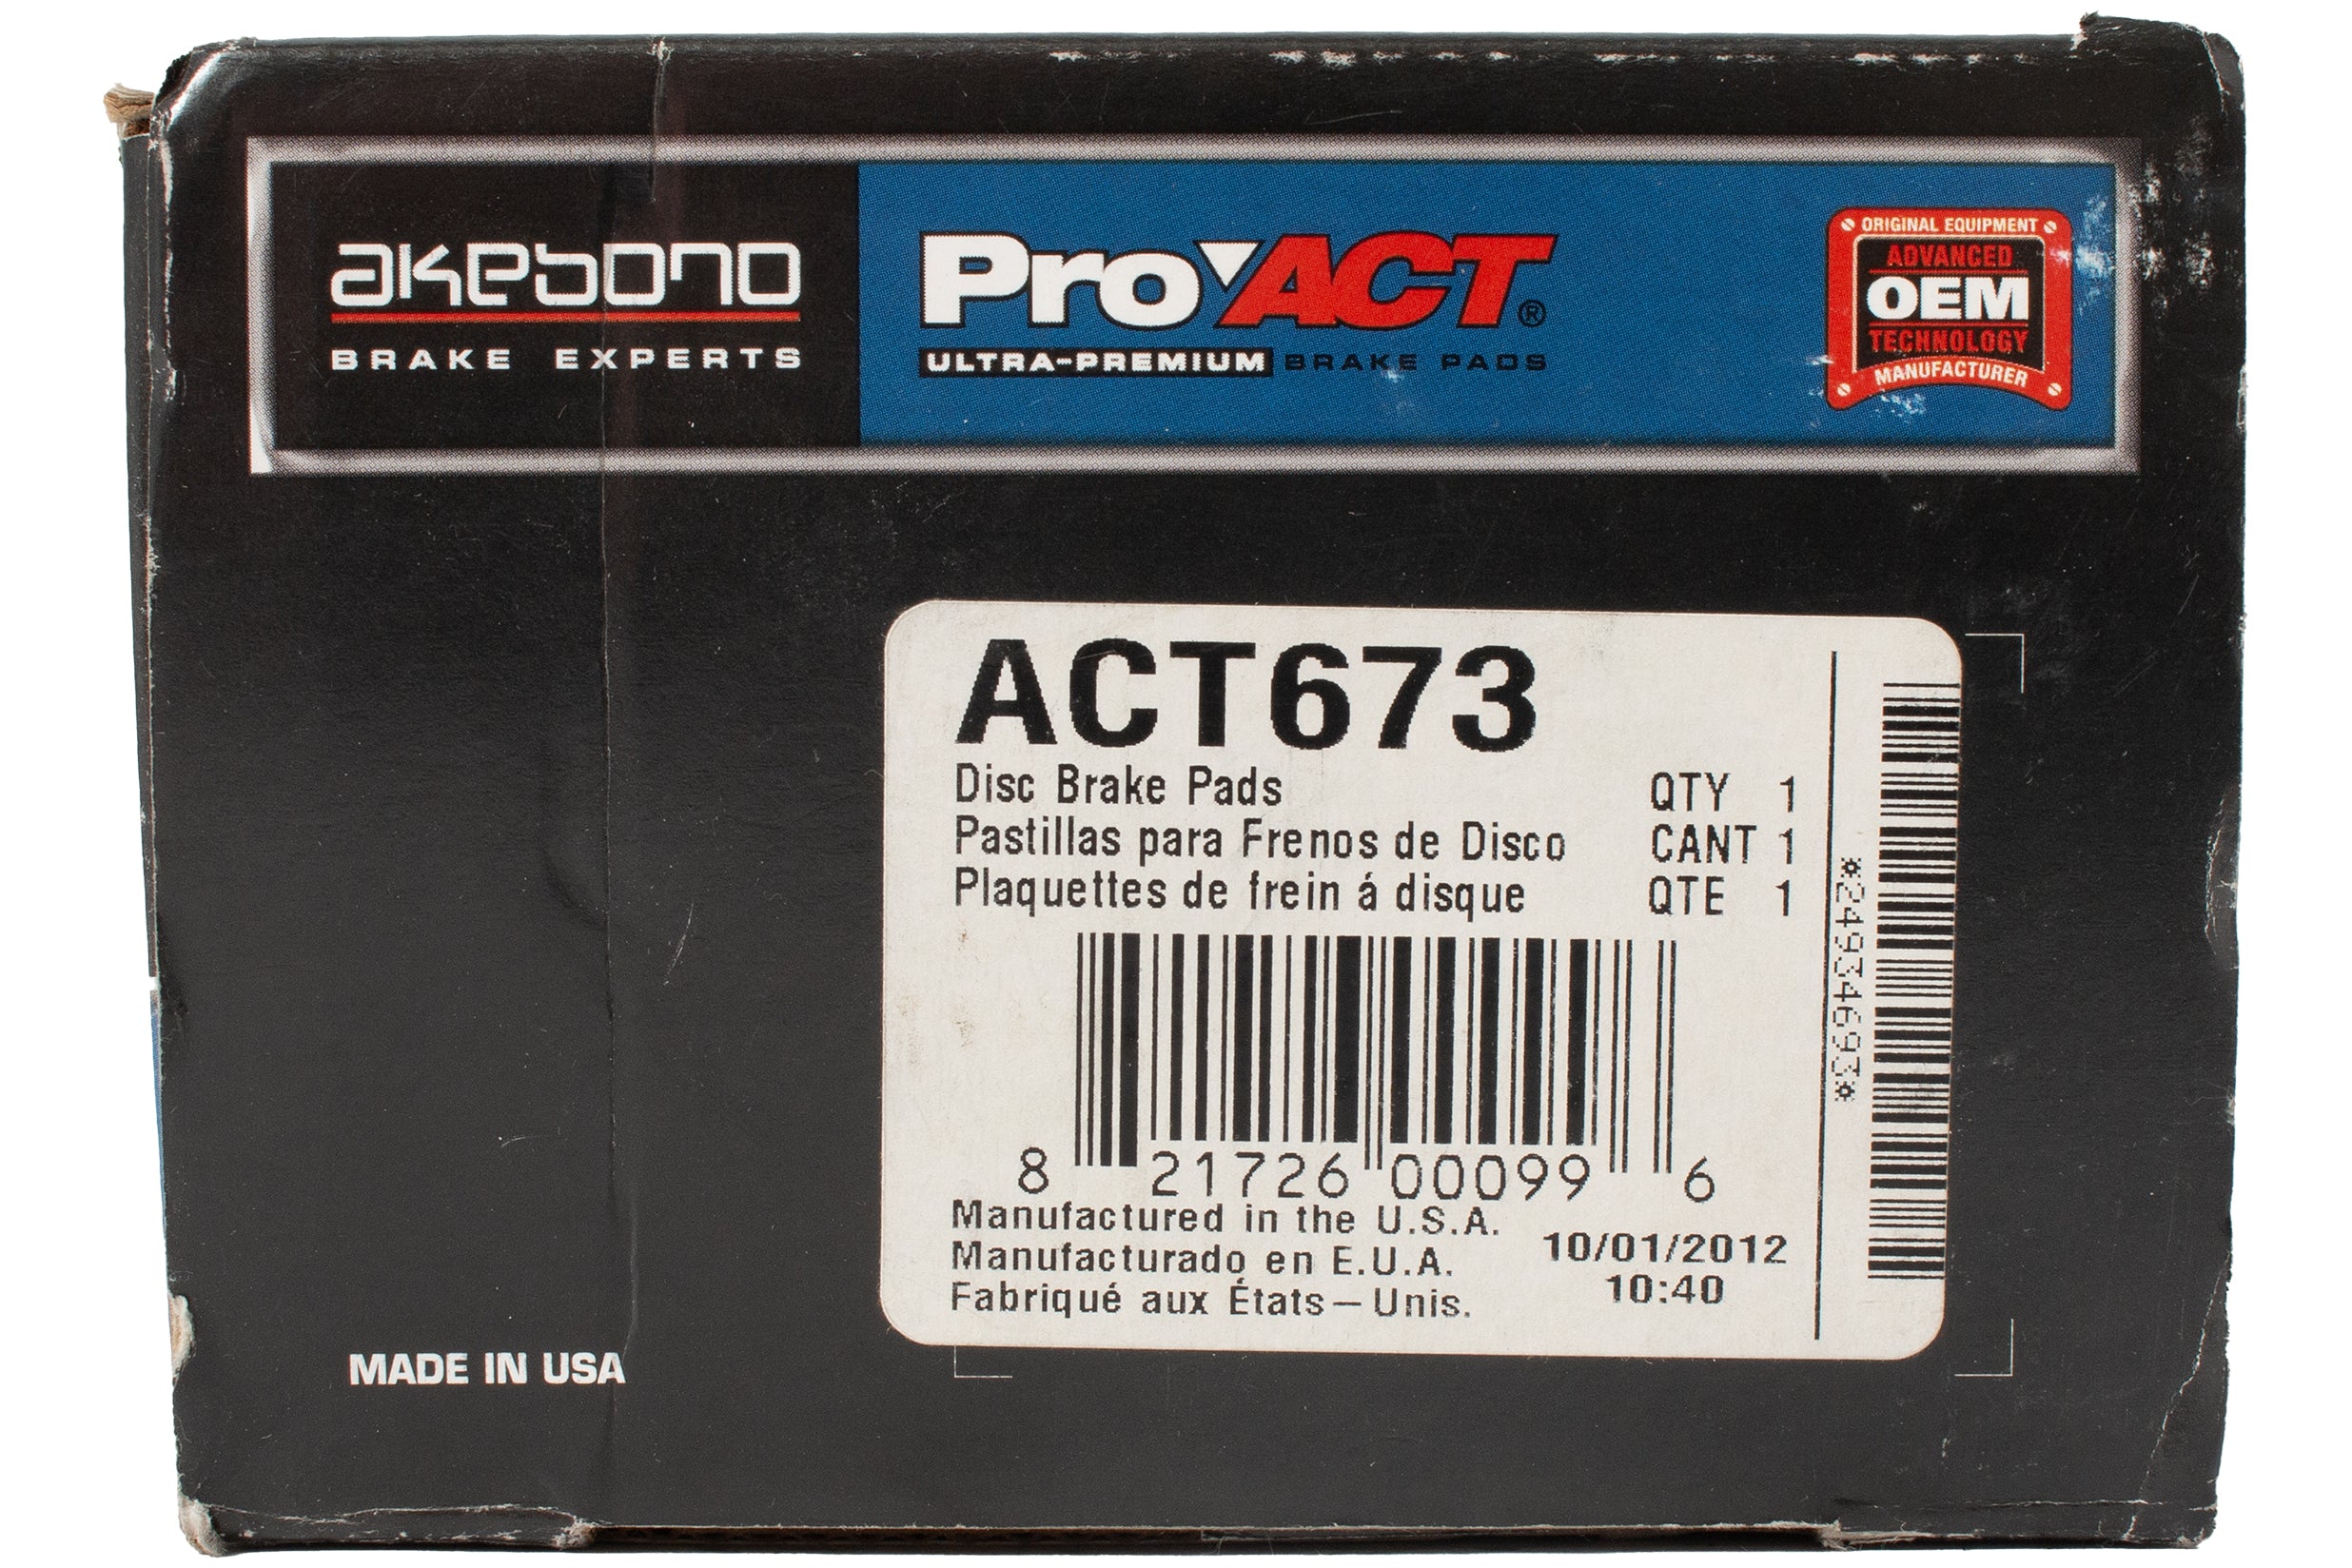 akebono
BRAKE EXPERTS
ProACT®
ULTRA-PREMIUM BRAKE PADS
ORIGINAL EQUIPMENT
ADVANCED
OEM
TECHNOLOGY
MANUFACTURER
ACT673
Disc Brake Pads QTY 1
Pastillas para Frenos de Disco CANT 1
Plaquettes de frein á disque QTE 1
*24934693*
8 21726 00099 6
Manufactured in the U.S.A.
Manufacturado en E.U.A.
Fabriqué aux États-Unis.
10/01/2012
10:40
MADE IN USA